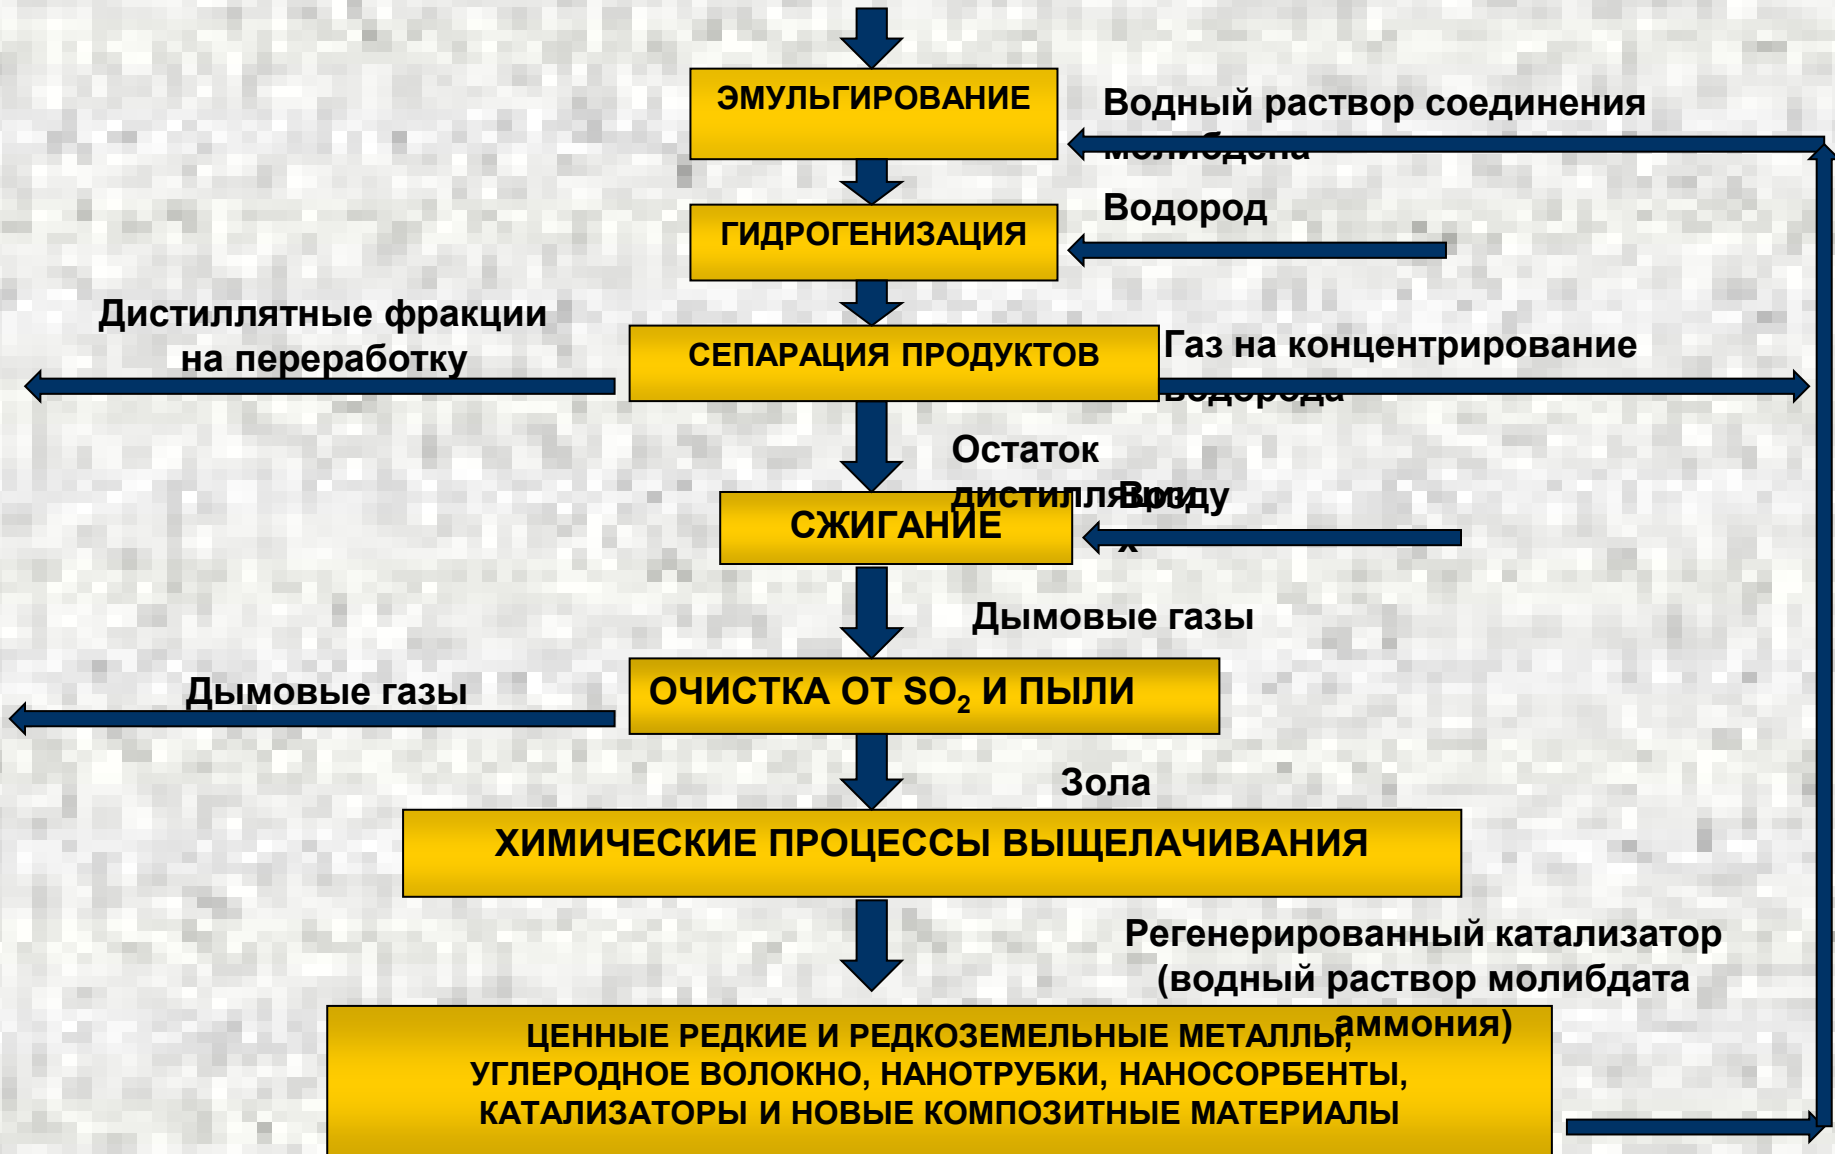 ЭМУЛЬГИРОВАНИЕ
Водный раствор соединения
молибдена
Водород
ГИДРОГЕНИЗАЦИЯ
Дистиллятные фракции
на переработку
СЕПАРАЦИЯ ПРОДУКТОВ
Газ на концентрирование
водорода
Остаток
дистилляции
Возду
х
СЖИГАНИЕ
Дымовые газы
Дымовые газы
ОЧИСТКА ОТ SO₂ И ПЫЛИ
Зола
ХИМИЧЕСКИЕ ПРОЦЕССЫ ВЫЩЕЛАЧИВАНИЯ
Регенерированный катализатор
(водный раствор молибдата
аммония)
ЦЕННЫЕ РЕДКИЕ И РЕДКОЗЕМЕЛЬНЫЕ МЕТАЛЛЫ,
УГЛЕРОДНОЕ ВОЛОКНО, НАНОТРУБКИ, НАНОСОРБЕНТЫ,
КАТАЛИЗАТОРЫ И НОВЫЕ КОМПОЗИТНЫЕ МАТЕРИАЛЫ